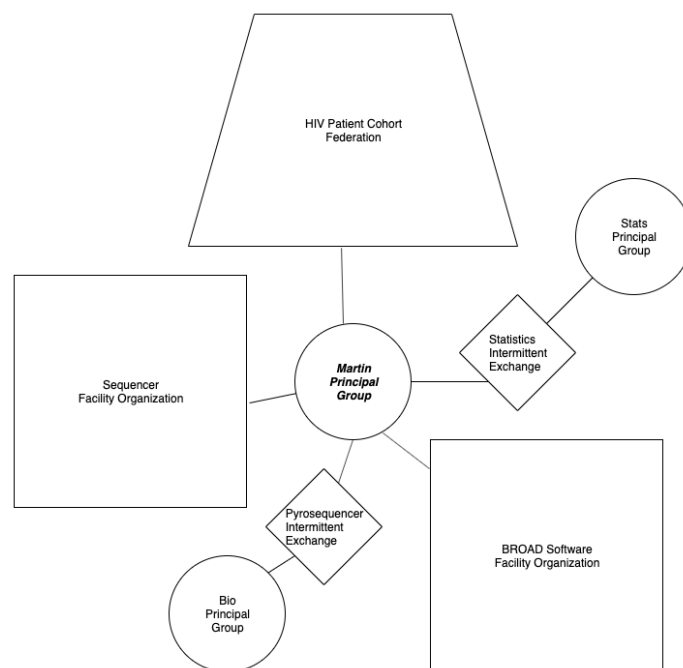 HIV Patient Cohort
Federation
Stats
Principal
Group
Statistics
Intermittent
Exchange
Martin
Principal
Group
Sequencer
Facility Organization
Pyrosequencer
Intermittent
Exchange
BROAD Software
Facility Organization
Bio
Principal
Group